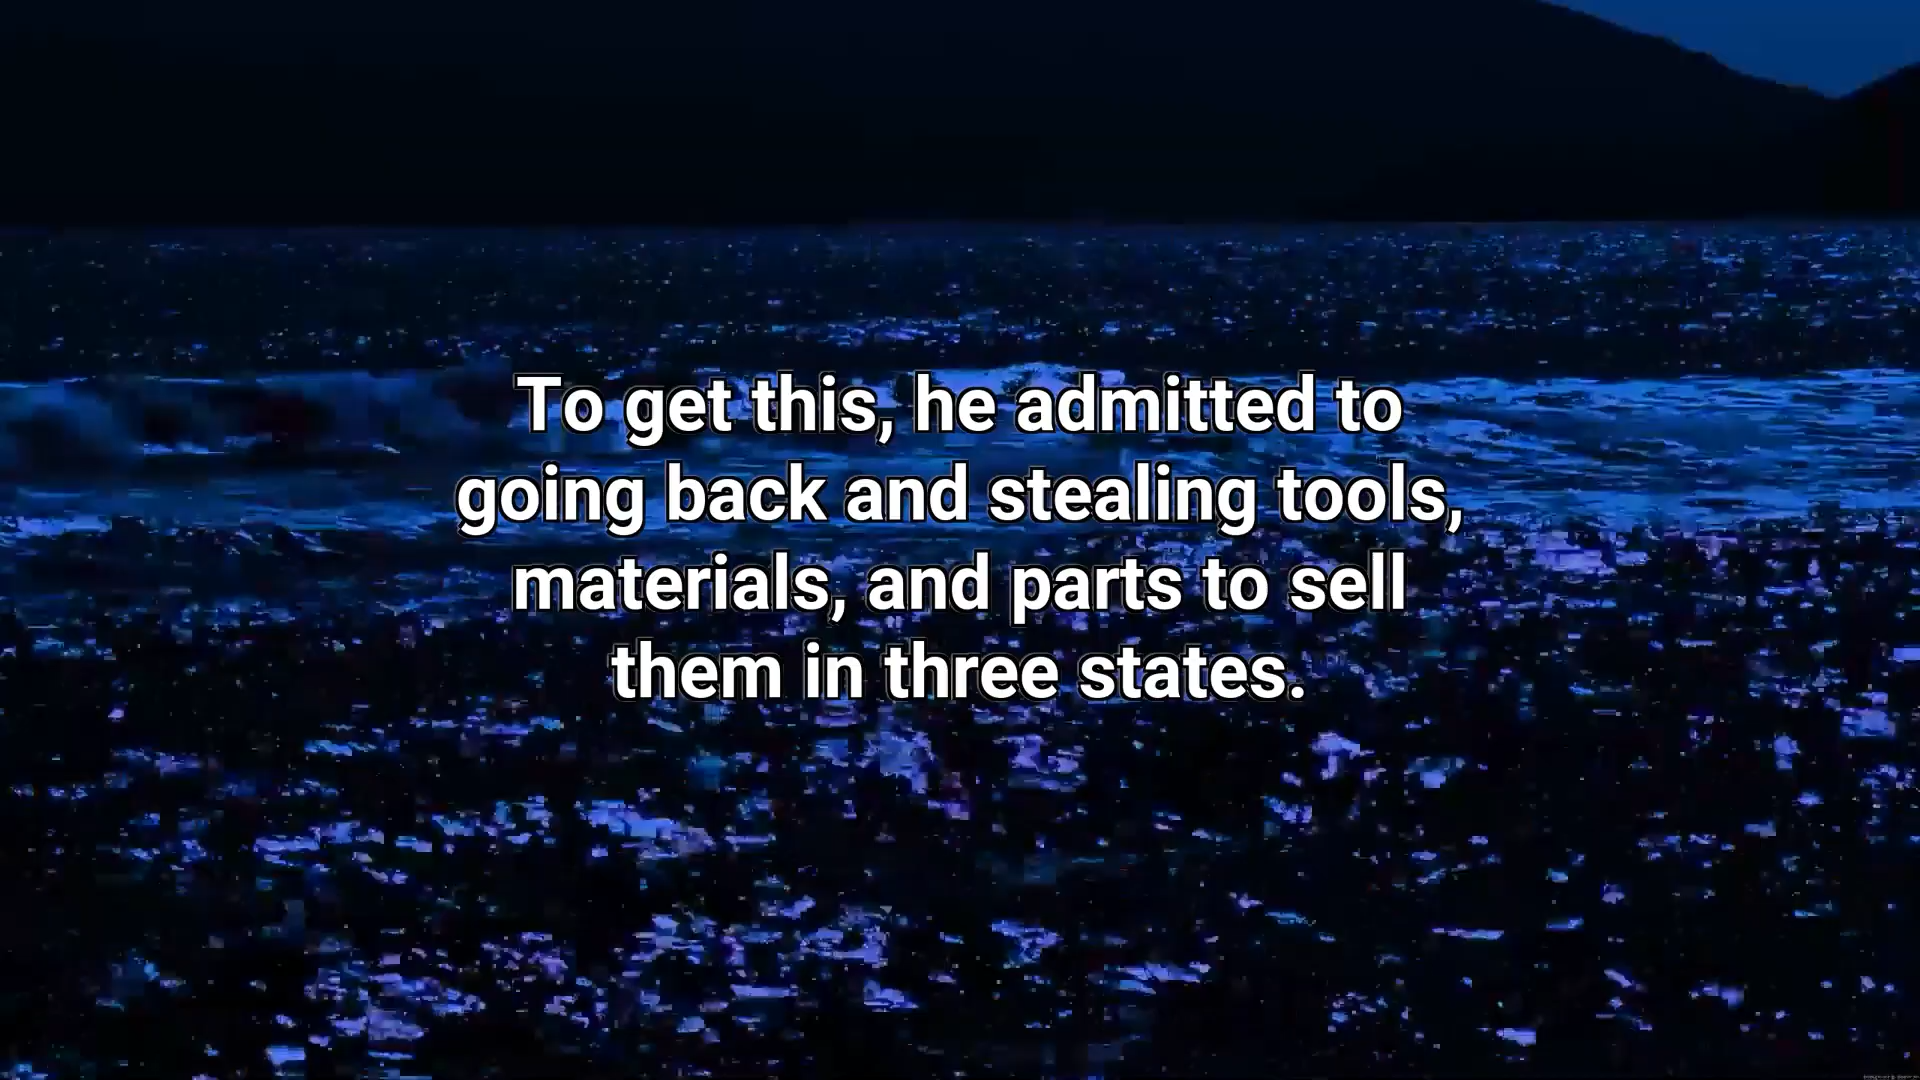 To get this, he admitted to
going back and stealing tools,
materials, and parts to sell
them in three states.